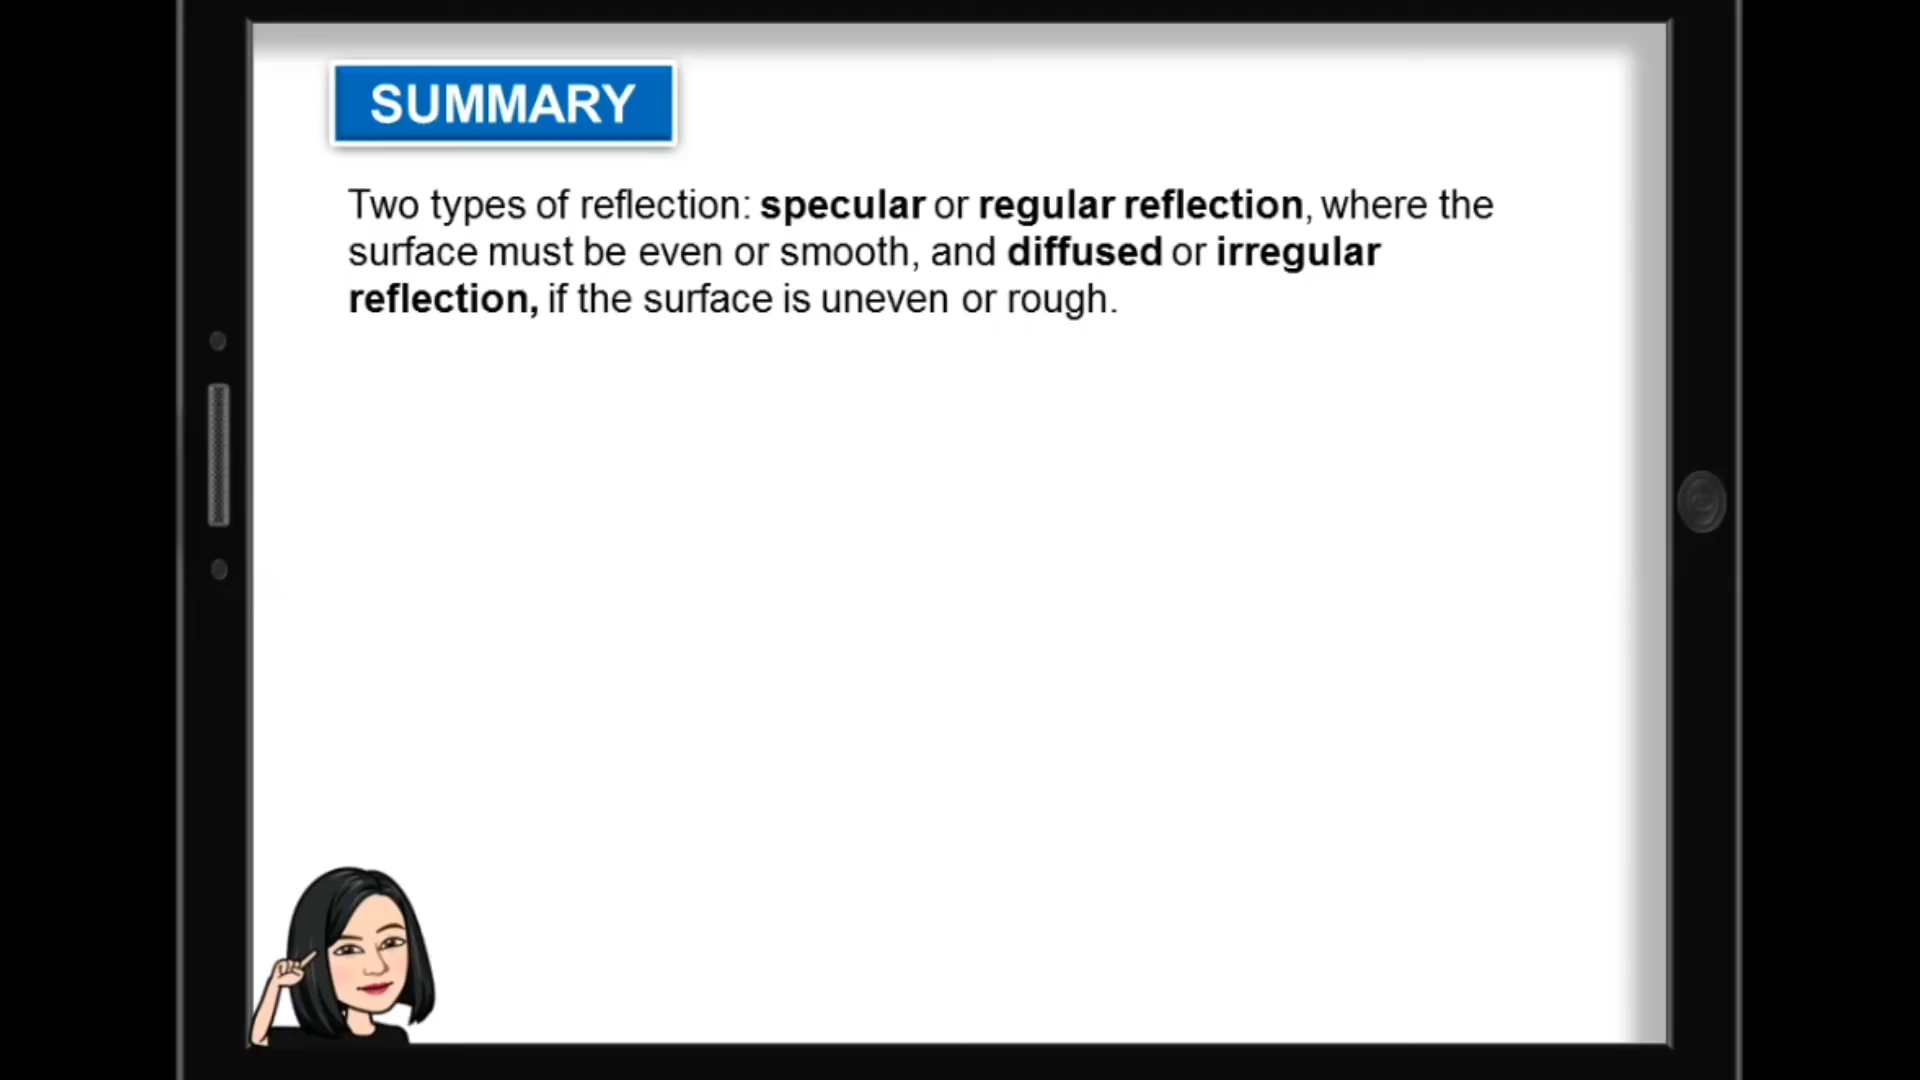 SUMMARY
Two types of reflection: specular or regular reflection, where the
surface must be even or smooth, and diffused or irregular
reflection, if the surface is uneven or rough.